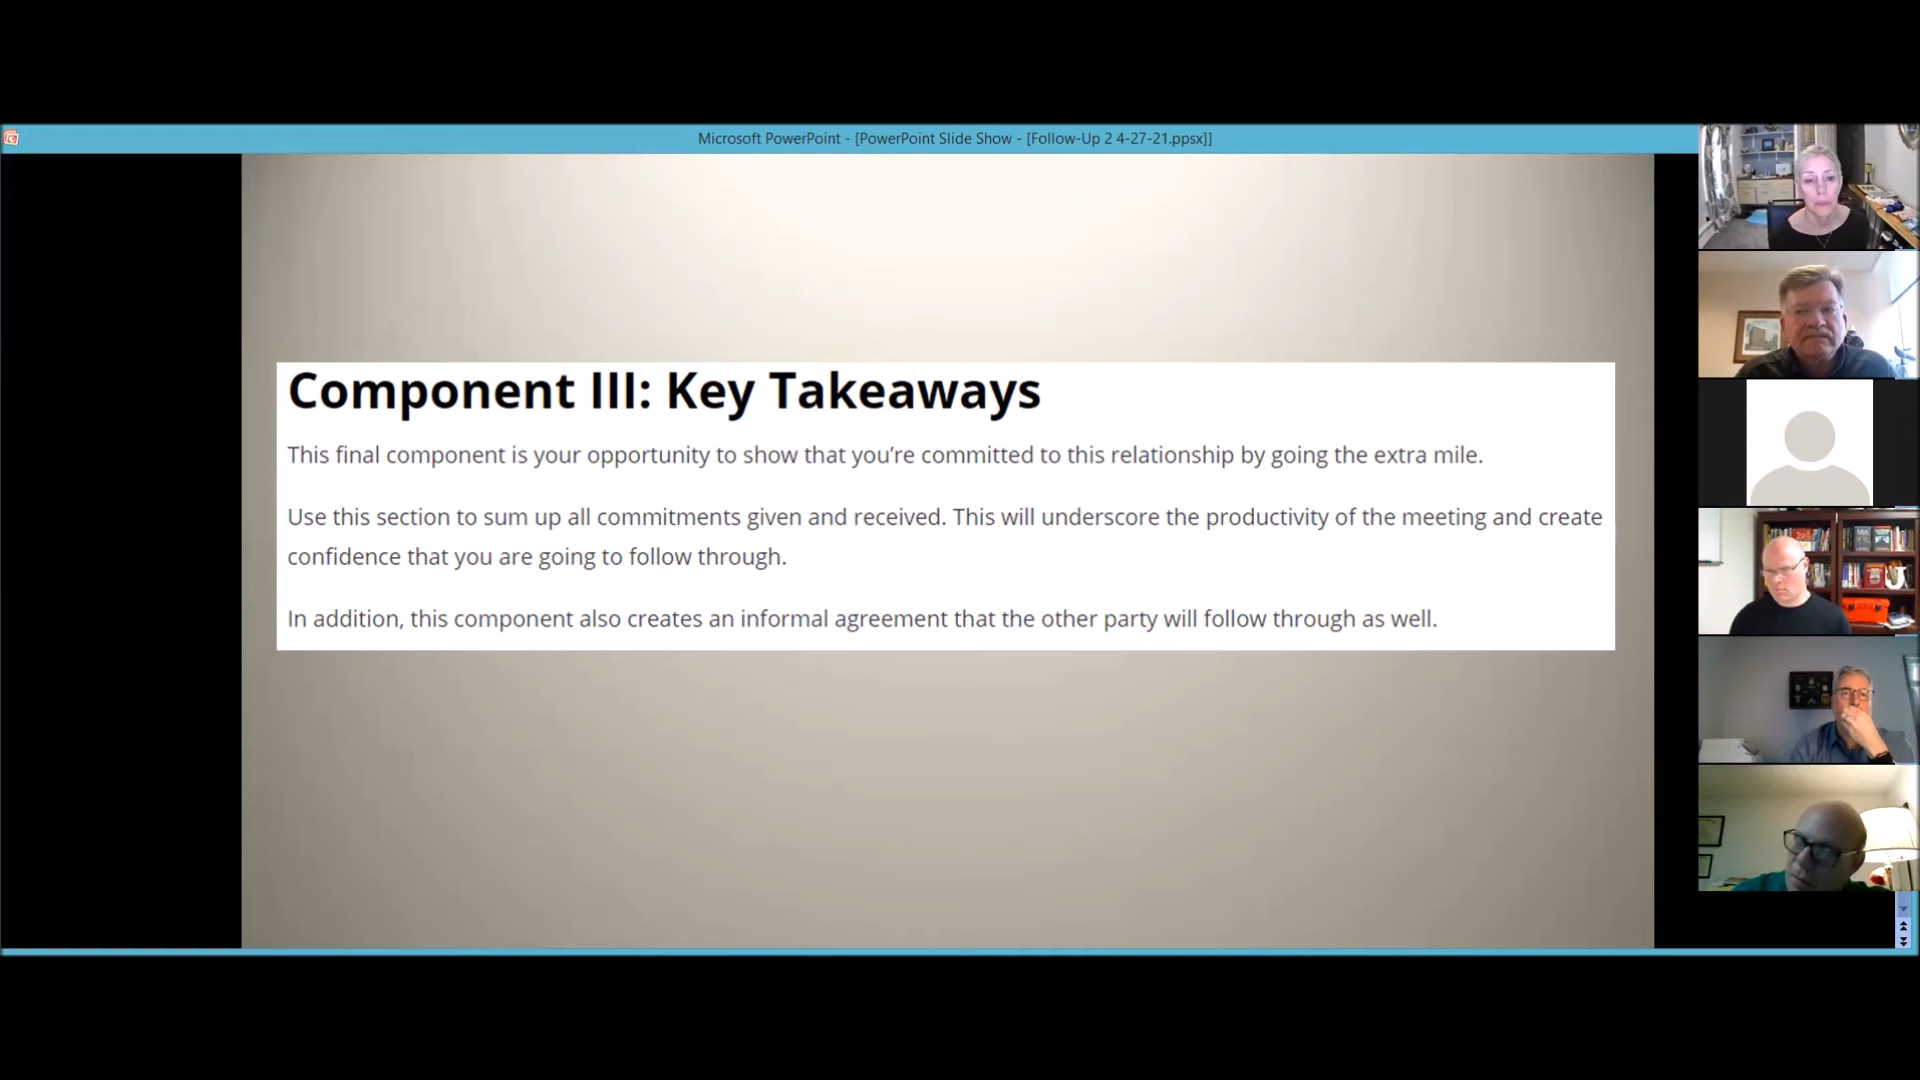 Microsoft PowerPoint - [PowerPoint Slide Show - [Follow-Up 2 4-27-21.ppsx]]
Component III: Key Takeaways
This final component is your opportunity to show that you’re committed to this relationship by going the extra mile.
Use this section to sum up all commitments given and received. This will underscore the productivity of the meeting and create
confidence that you are going to follow through.
In addition, this component also creates an informal agreement that the other party will follow through as well.